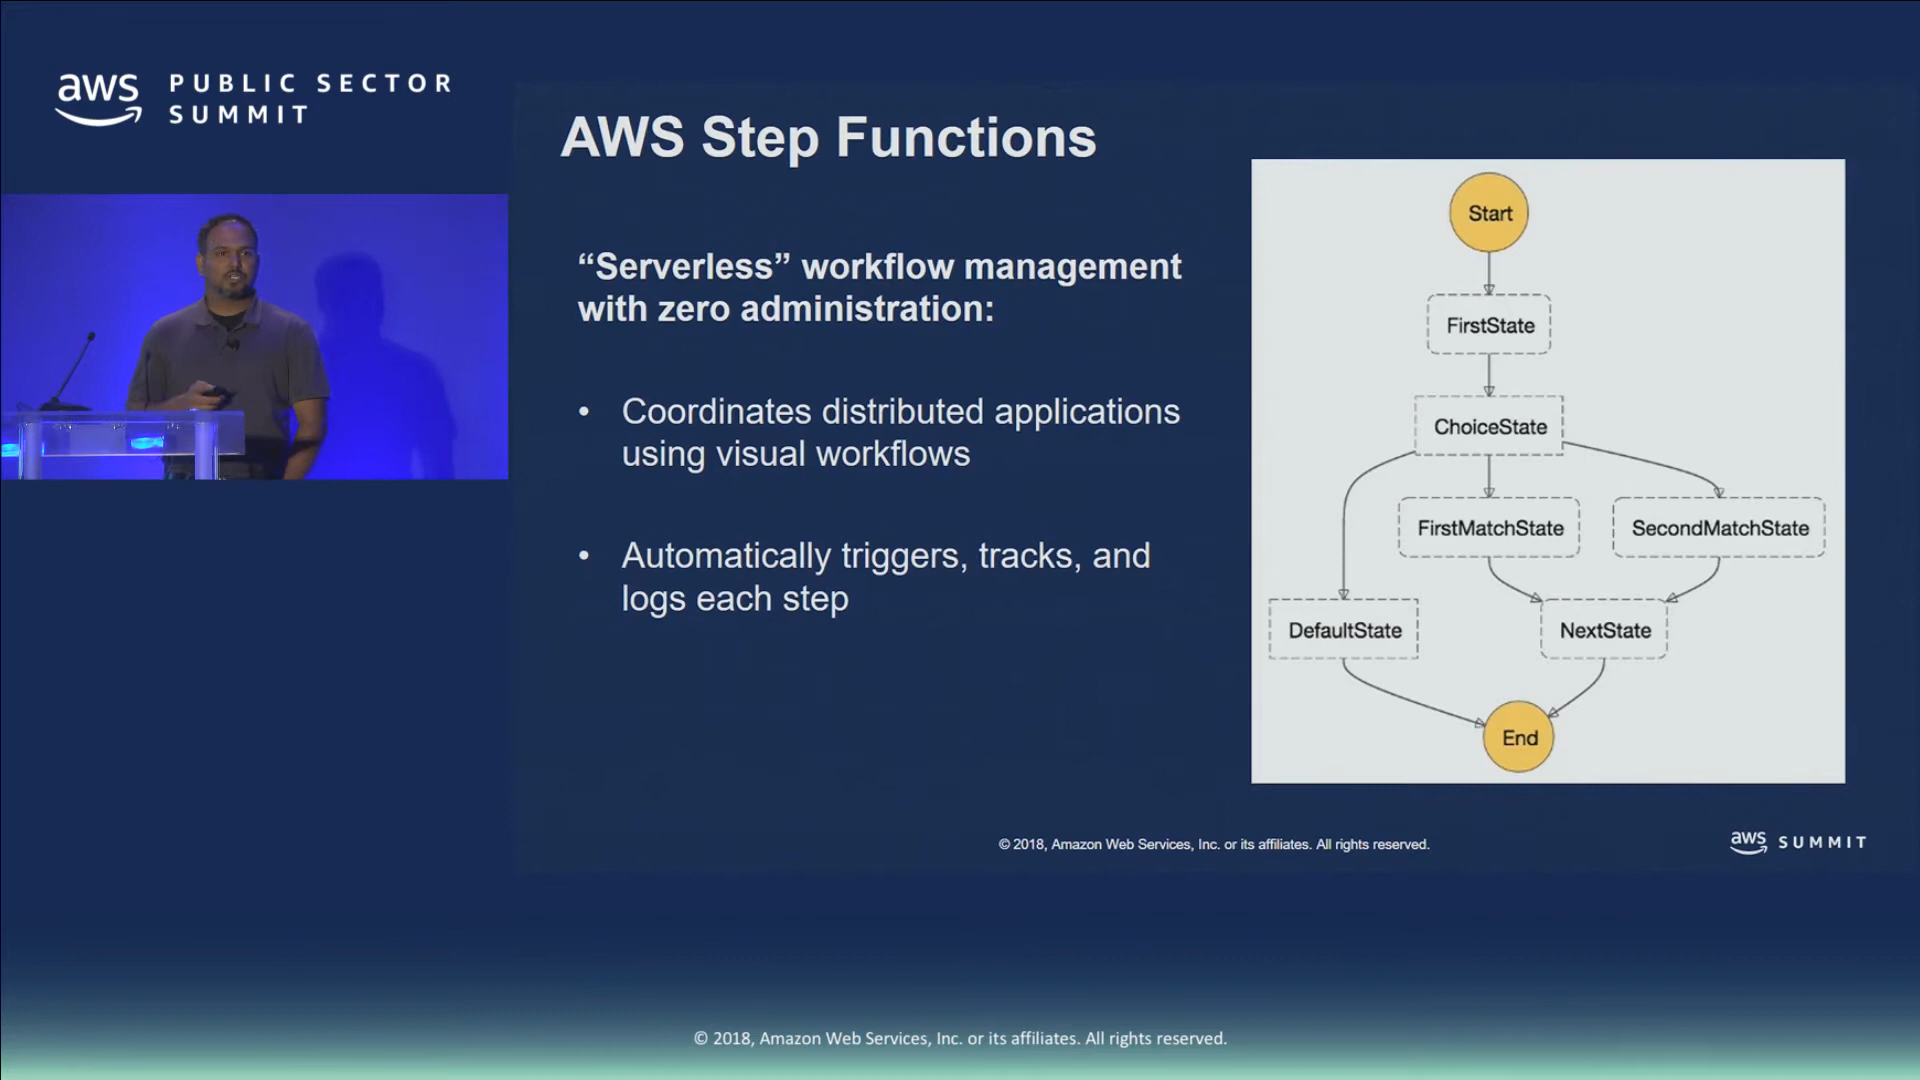 aws PUBLIC SECTOR
SUMMIT
AWS Step Functions
“Serverless” workflow management
with zero administration:
• Coordinates distributed applications
using visual workflows
• Automatically triggers, tracks, and
logs each step
Start
FirstState
ChoiceState
FirstMatchState SecondMatchState
DefaultState NextState
End
© 2018, Amazon Web Services, Inc. or its affiliates. All rights reserved.
aws SUMMIT
© 2018, Amazon Web Services, Inc. or its affiliates. All rights reserved.